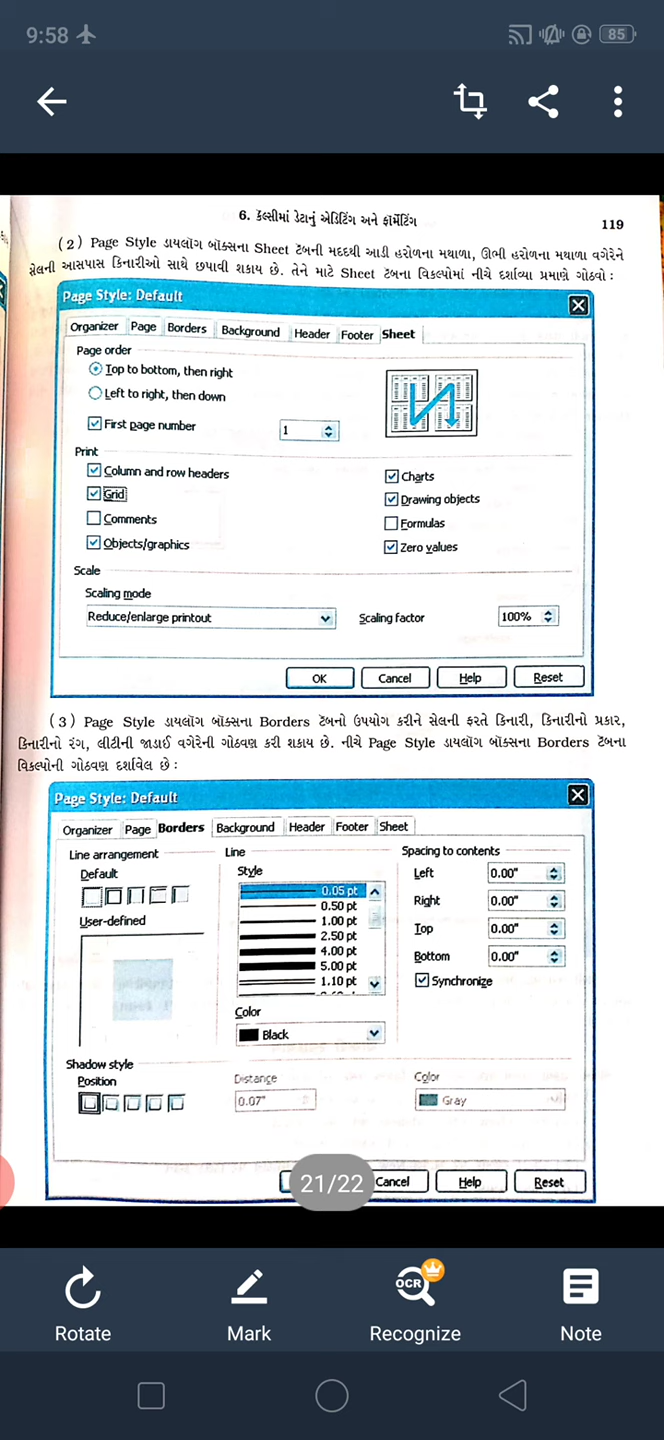 9:58
85
6. કૅલ્સીમાં ડેટાનું એડિટિંગ અને ફૉર્મેટિંગ
119
(2) Page Style ડાયલૉગ બૉક્સના Sheet ટૅબની મદદથી આડી હરોળના મથાળા, ઊભી હરોળના મથાળા વગેરેને
સેલની આસપાસ કિનારીઓ સાથે છપાવી શકાય છે. તેને માટે Sheet ટૅબના વિકલ્પોમાં નીચે દર્શાવ્યા પ્રમાણે ગોઠવો :
Page Style: Default
Organizer Page Borders Background Header Footer Sheet
Page order
Top to bottom, then right
Left to right, then down
First page number 1
Print
Column and row headers Charts
Grid Drawing objects
Comments Formulas
Objects/graphics Zero values
Scale
Scaling mode
Reduce/enlarge printout Scaling factor 100%
OK Cancel Help Reset
(3) Page Style ડાયલૉગ બૉક્સના Borders ટૅબનો ઉપયોગ કરીને સેલની ફરતે કિનારી, કિનારીનો પ્રકાર,
કિનારીનો રંગ, લીટીની જાડાઈ વગેરેની ગોઠવણ કરી શકાય છે. નીચે Page Style ડાયલૉગ બૉક્સના Borders ટૅબના
વિકલ્પોની ગોઠવણ દર્શાવેલ છે :
Page Style: Default
Organizer Page Borders Background Header Footer Sheet
Line arrangement Line Spacing to contents
Default Style Left 0.00"
0.05 pt
0.50 pt Right 0.00"
User-defined 1.00 pt Top 0.00"
2.50 pt
4.00 pt Bottom 0.00"
5.00 pt
1.10 pt Synchronize
Color
Black
Shadow style
Position Distance Color
0.07" Gray
21/22 Cancel Help Reset
OCR
Rotate Mark Recognize Note